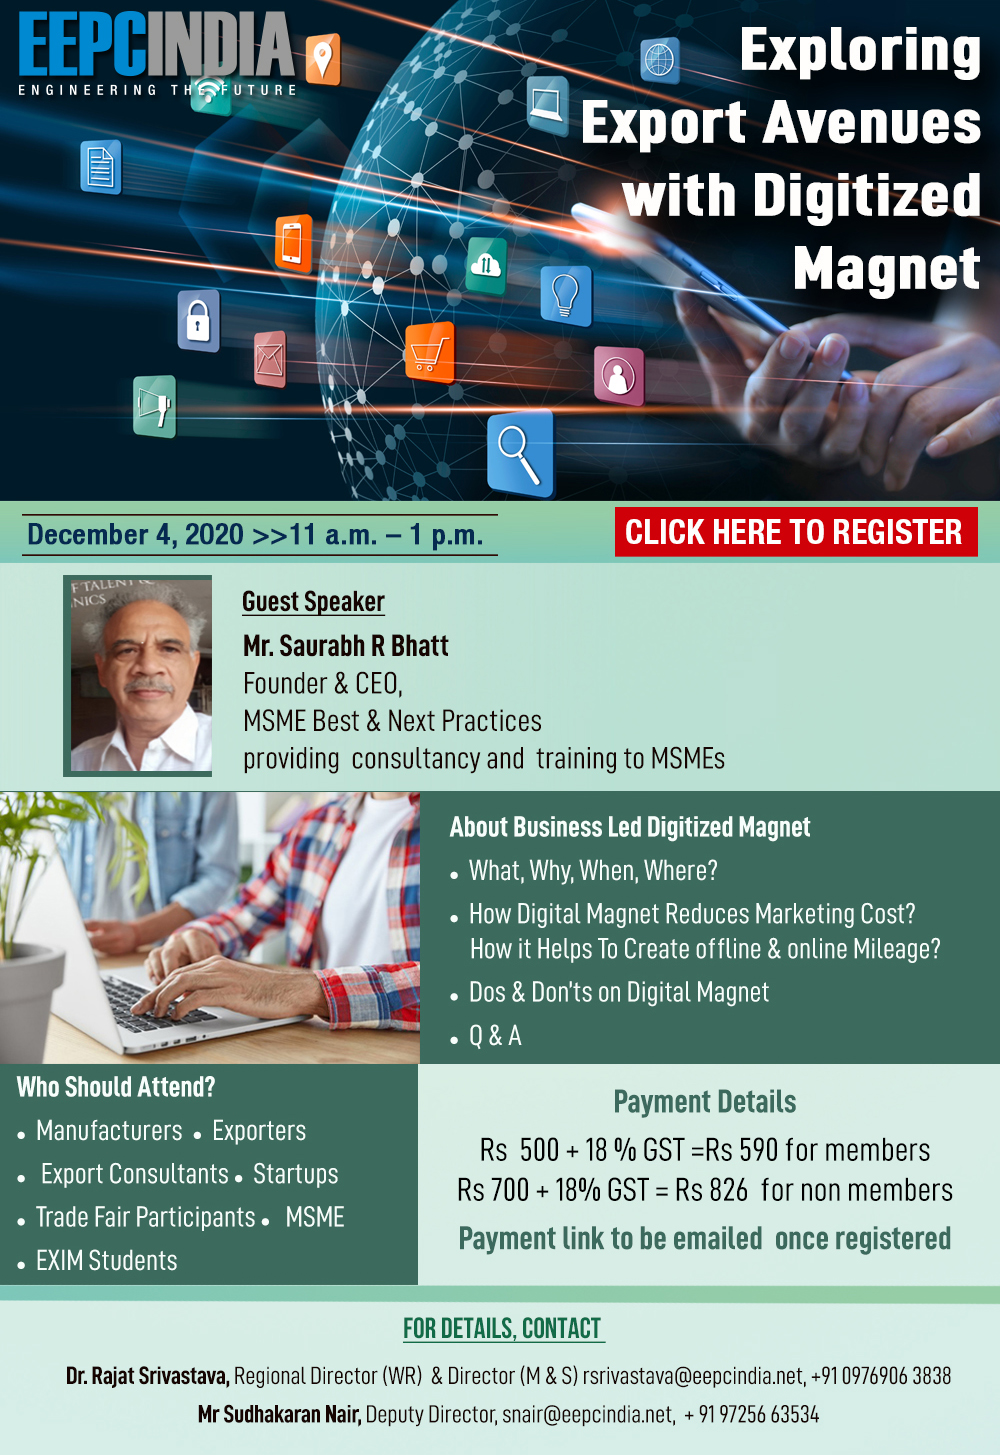 EEPCINDIA
ENGINEERING THE FUTURE
Exploring
Export Avenues
with Digitized
Magnet
December 4, 2020 >>11 a.m. – 1 p.m.
CLICK HERE TO REGISTER
F TALENT &
NICS
Guest Speaker
Mr. Saurabh R Bhatt
Founder & CEO,
MSME Best & Next Practices
providing consultancy and training to MSMEs
About Business Led Digitized Magnet
• What, Why, When, Where?
• How Digital Magnet Reduces Marketing Cost?
How it Helps To Create offline & online Mileage?
• Dos & Don'ts on Digital Magnet
• Q & A
Who Should Attend?
• Manufacturers • Exporters
• Export Consultants • Startups
• Trade Fair Participants • MSME
• EXIM Students
Payment Details
Rs 500 + 18 % GST =Rs 590 for members
Rs 700 + 18% GST = Rs 826 for non members
Payment link to be emailed once registered
FOR DETAILS, CONTACT
Dr. Rajat Srivastava, Regional Director (WR) & Director (M & S) rsrivastava@eepcindia.net, +91 0976906 3838
Mr Sudhakaran Nair, Deputy Director, snair@eepcindia.net, + 91 97256 63534